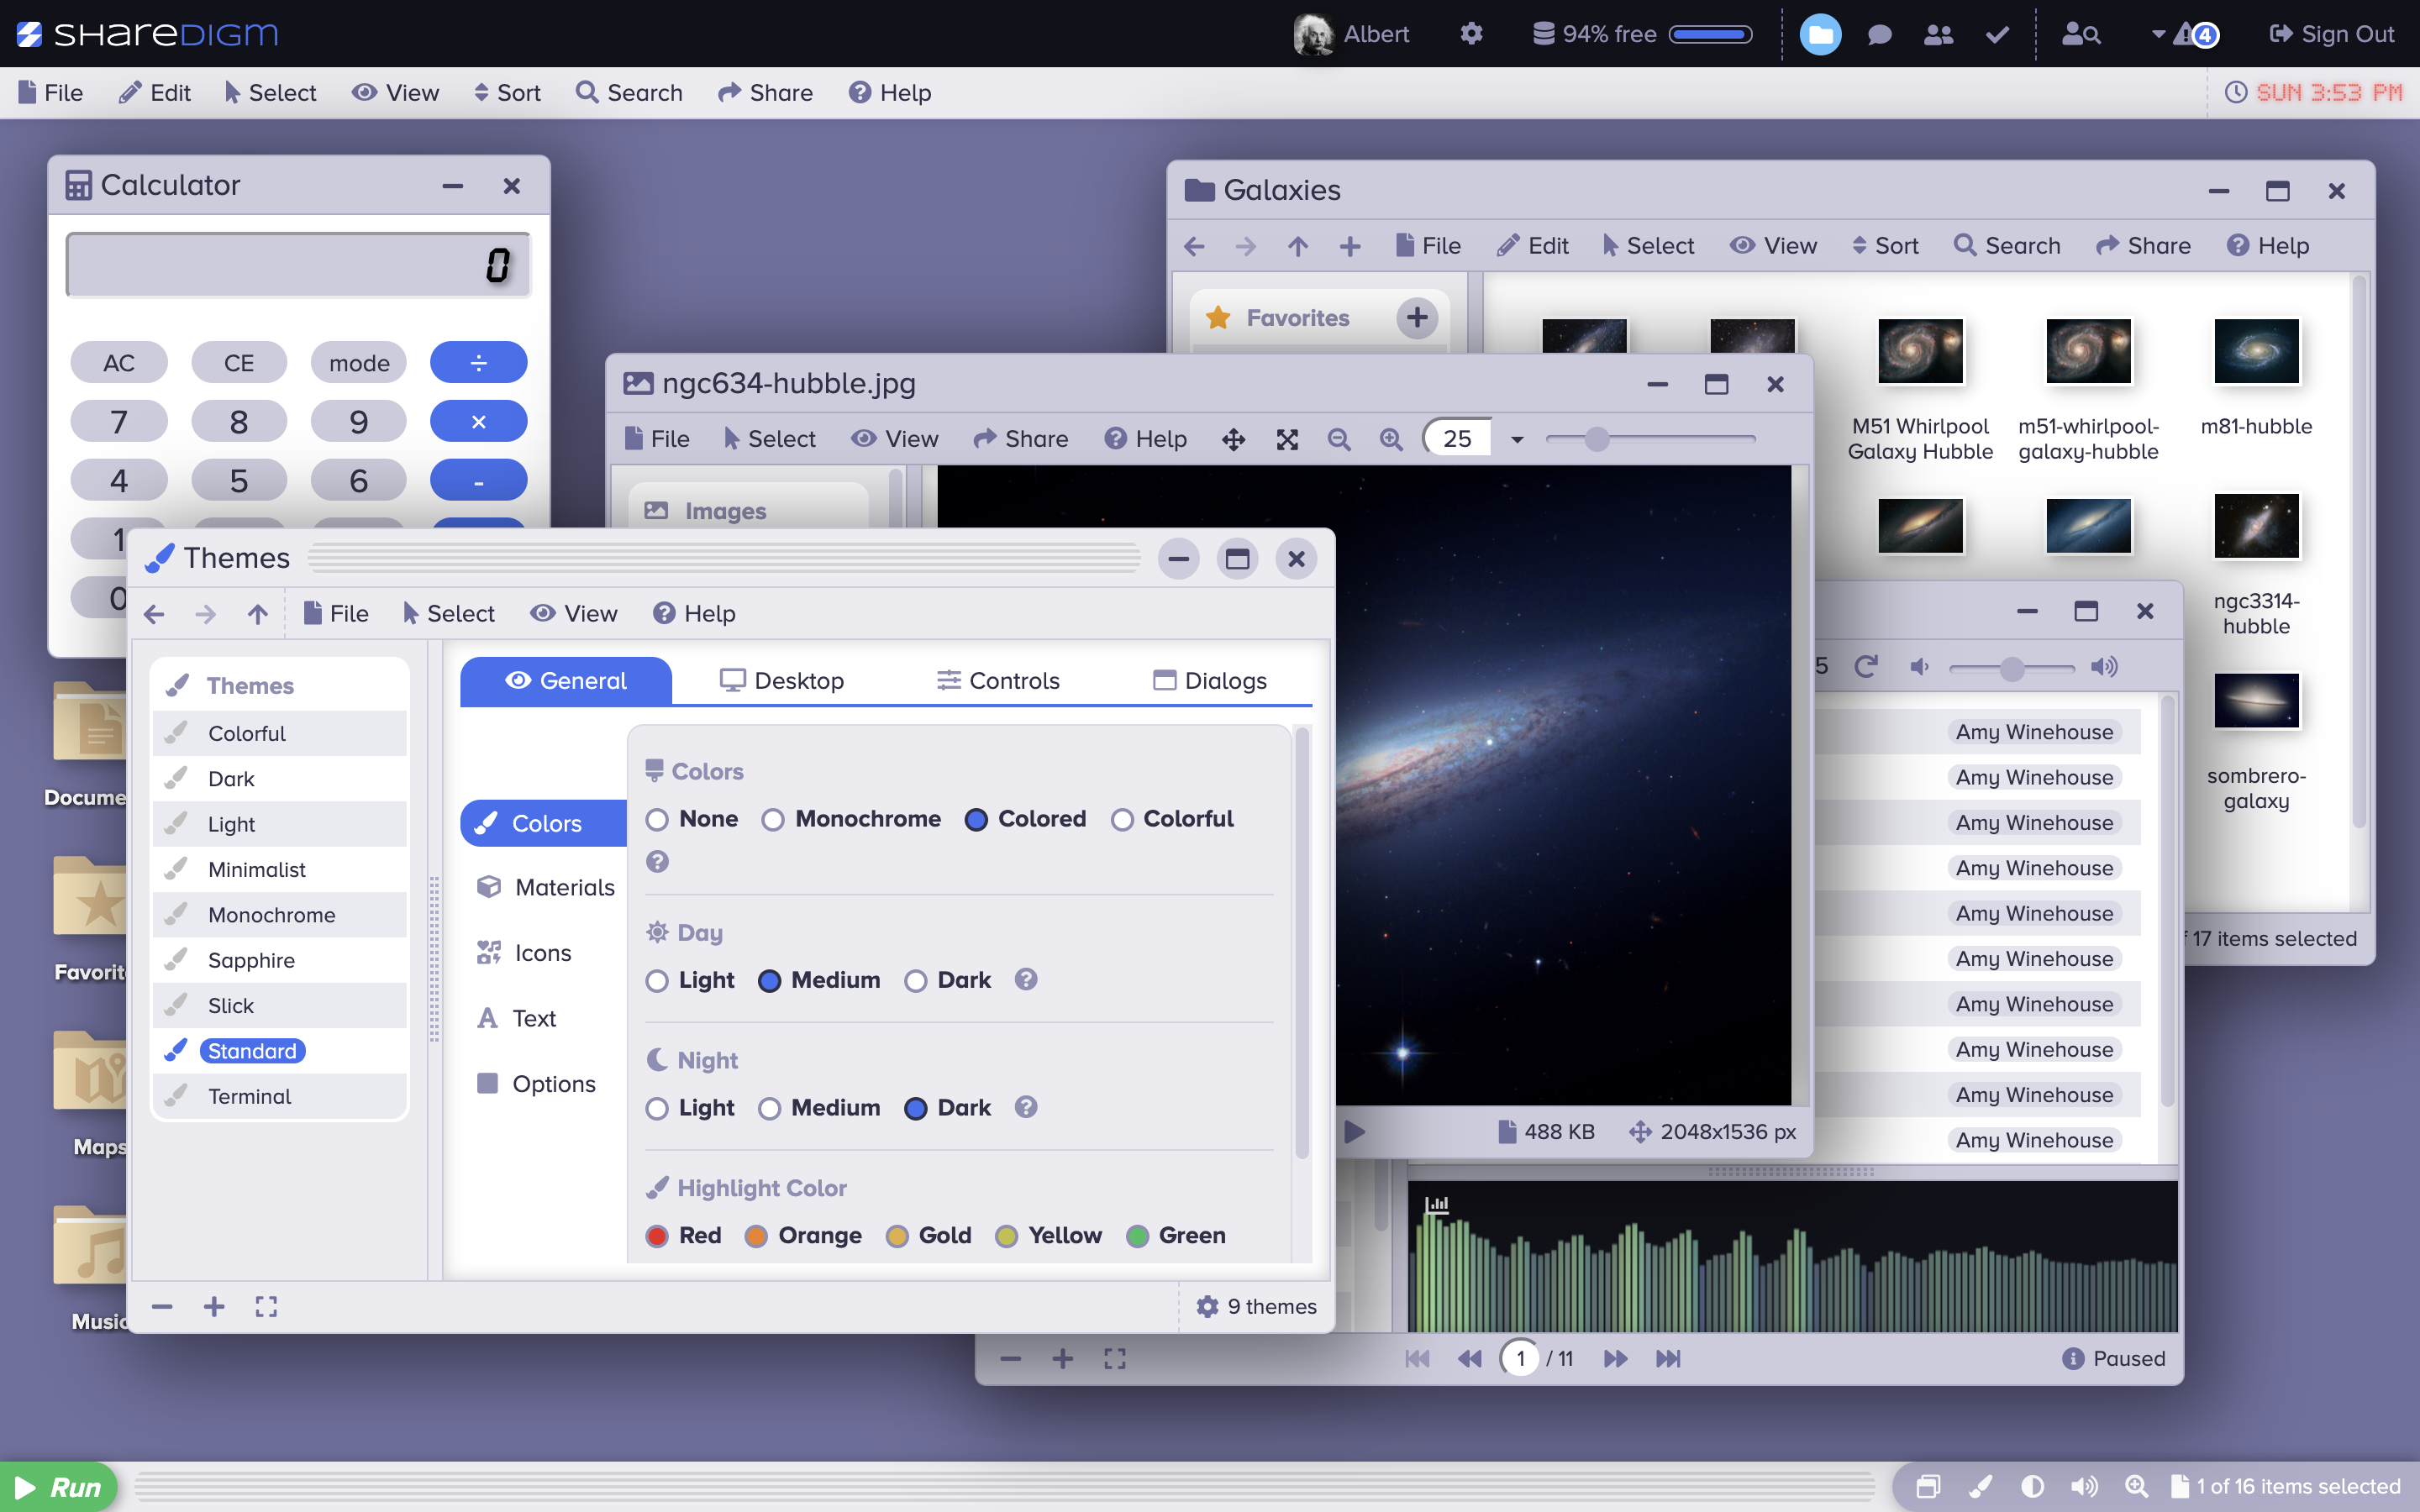 SHAREDIGM
Albert
94% free
4
Sign Out
File Edit Select View Sort Search Share Help
SUN 3:53 PM
Calculator
0
AC CE mode ÷
7 8 9 ×
4 5 6 -
1
0
Galaxies
File Edit Select View Sort Search Share Help
Favorites
M51 Whirlpool
Galaxy Hubble
m51-whirlpool-
galaxy-hubble
m81-hubble
ngc3314-
hubble
sombrero-
galaxy
17 items selected
ngc634-hubble.jpg
File Select View Share Help 25
Images
488 KB 2048x1536 px
Themes
File Select View Help
Themes
Colorful
Dark
Light
Minimalist
Monochrome
Sapphire
Slick
Standard
Terminal
General Desktop Controls Dialogs
Colors
Materials
Icons
Text
Options
Colors
None Monochrome Colored Colorful
Day
Light Medium Dark
Night
Light Medium Dark
Highlight Color
Red Orange Gold Yellow Green
9 themes
5
Amy Winehouse
Amy Winehouse
Amy Winehouse
Amy Winehouse
Amy Winehouse
Amy Winehouse
Amy Winehouse
Amy Winehouse
Amy Winehouse
Amy Winehouse
1 / 11
Paused
Docume
Favorit
Maps
Music
Run
1 of 16 items selected